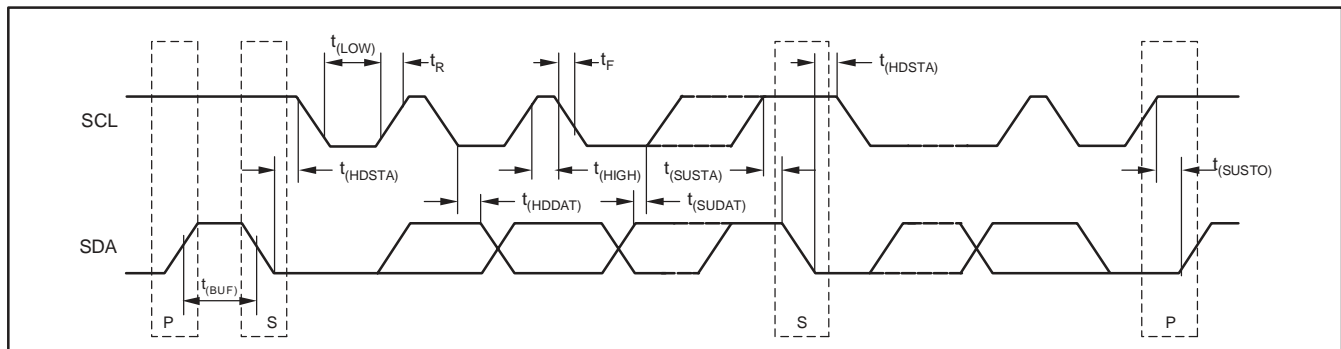 t(LOW)
tR
tF
t(HDSTA)
SCL
t(HDSTA)
t(HIGH)
t(SUSTA)
t(SUSTO)
t(HDDAT)
t(SUDAT)
SDA
t(BUF)
P
S
S
P